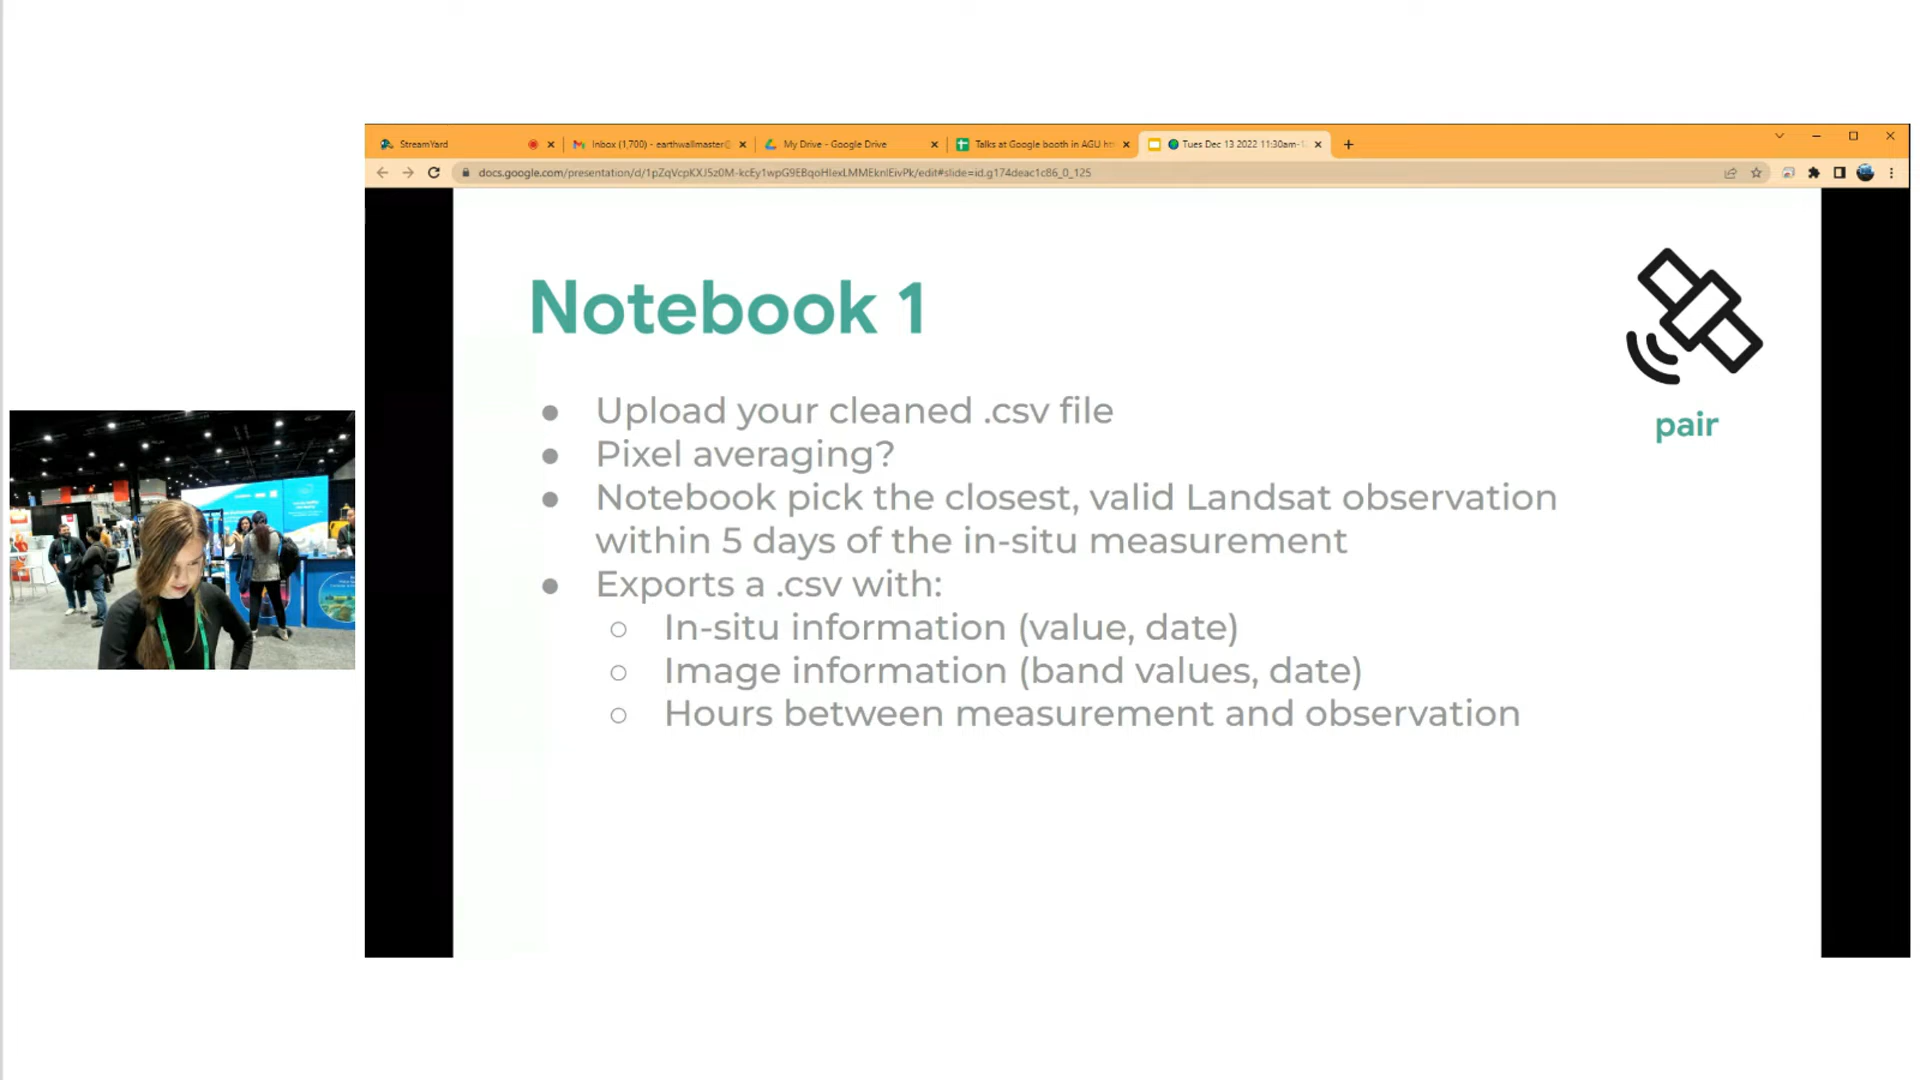 StreamYard
Inbox (1,700) - earthwallmaster@
My Drive - Google Drive
Talks at Google booth in AGU ht
Tues Dec 13 2022 11:30am-
docs.google.com/presentation/d/1pZqVcpKXJ5z0M-kcEy1wpG9EBqoHIexLMMEknlEivPk/edit#slide=id.g174deac1c86_0_125
Notebook 1
pair
Upload your cleaned .csv file
Pixel averaging?
Notebook pick the closest, valid Landsat observation
within 5 days of the in-situ measurement
Exports a .csv with:
In-situ information (value, date)
Image information (band values, date)
Hours between measurement and observation